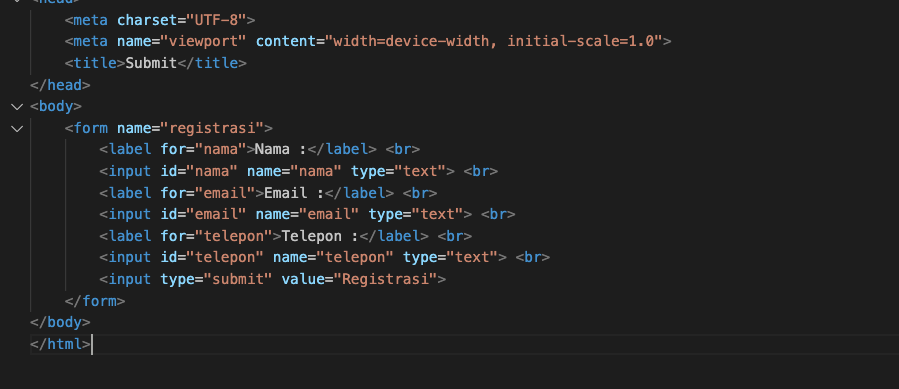 <head>
<meta charset="UTF-8">
<meta name="viewport" content="width=device-width, initial-scale=1.0">
<title>Submit</title>
</head>
<body>
<form name="registrasi">
<label for="nama">Nama :</label> <br>
<input id="nama" name="nama" type="text"> <br>
<label for="email">Email :</label> <br>
<input id="email" name="email" type="text"> <br>
<label for="telepon">Telepon :</label> <br>
<input id="telepon" name="telepon" type="text"> <br>
<input type="submit" value="Registrasi">
</form>
</body>
</html>